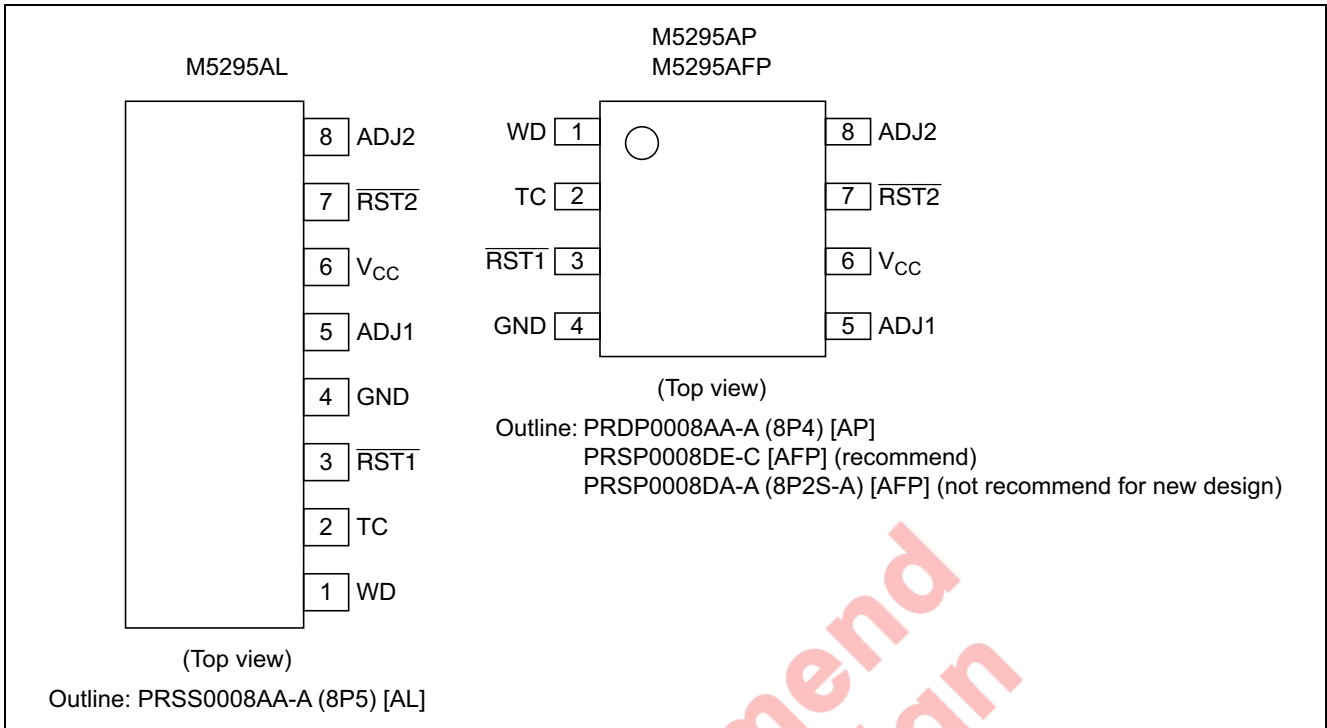 M5295AL
8 ADJ2
7 RST2
6 VCC
5 ADJ1
4 GND
3 RST1
2 TC
1 WD
(Top view)
Outline: PRSS0008AA-A (8P5) [AL]
M5295AP
M5295AFP
WD 1
TC 2
RST1 3
GND 4
8 ADJ2
7 RST2
6 VCC
5 ADJ1
(Top view)
Outline: PRDP0008AA-A (8P4) [AP]
PRSP0008DE-C [AFP] (recommend)
PRSP0008DA-A (8P2S-A) [AFP] (not recommend for new design)